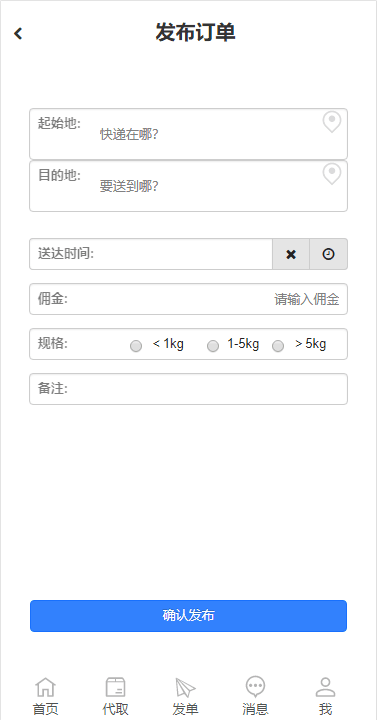 发布订单
起始地:
快递在哪?
目的地:
要送到哪?
送达时间:
佣金: 请输入佣金
规格: < 1kg 1-5kg > 5kg
备注:
确认发布
首页 代取 发单 消息 我